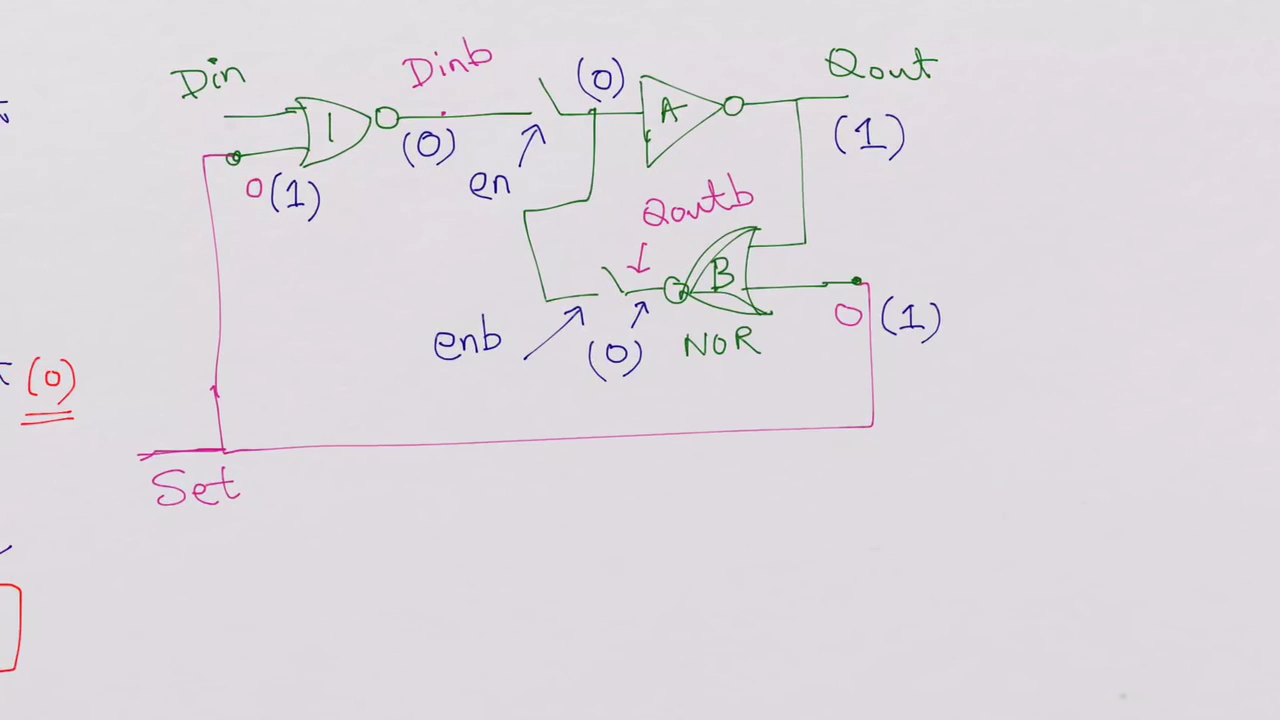 Din
Dinb
(0)
Qout
1
(0)
A
(1)
0 (1)
en
Qoutb
B
enb
(0)
NOR
0 (1)
(0)
Set